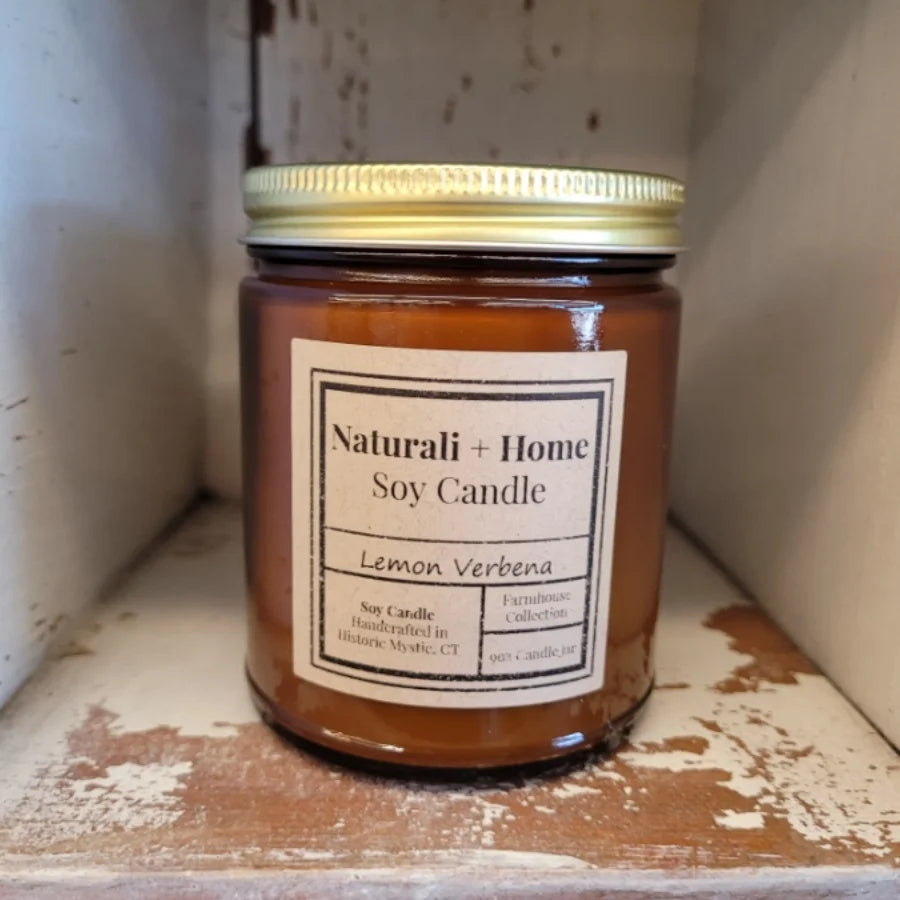 Naturali + Home
Soy Candle
Lemon Verbena
Soy Candle
Handcrafted in
Historic Mystic, CT
Farmhouse
Collection
9oz Candle Jar